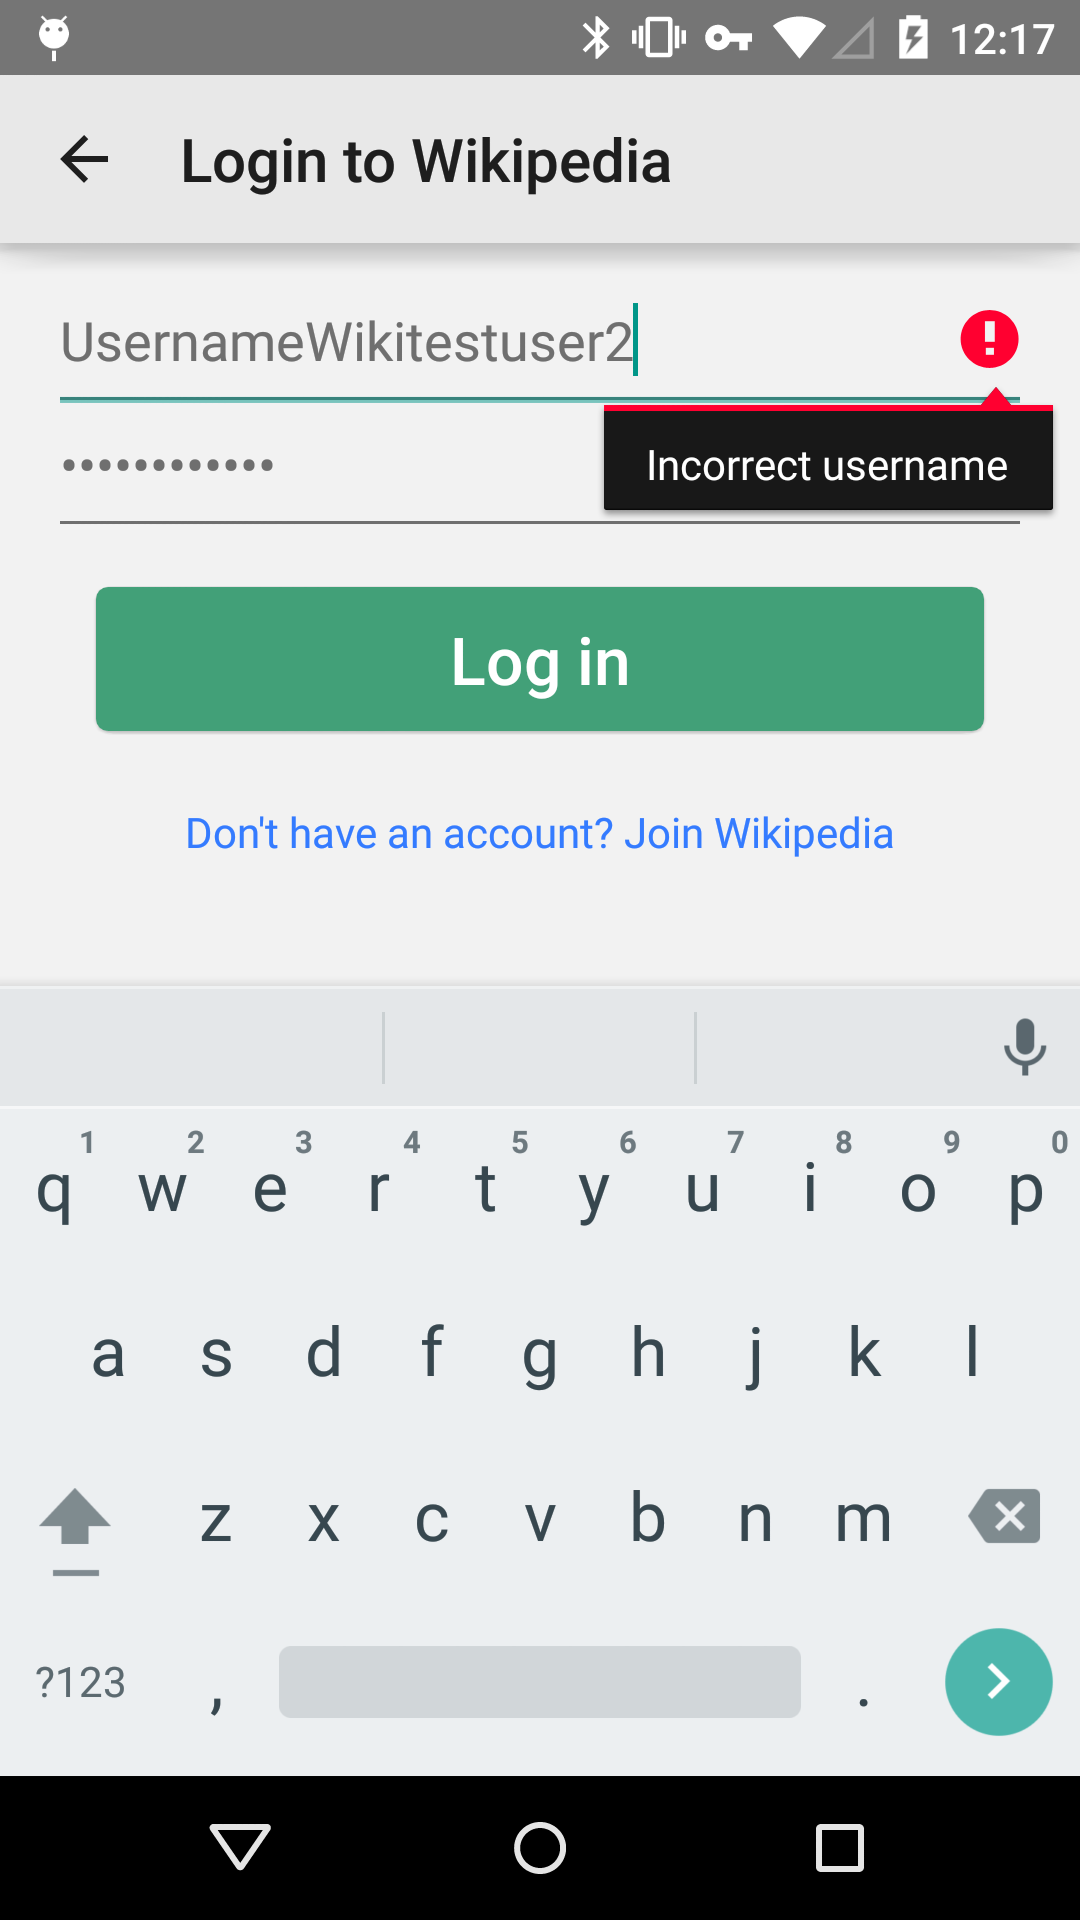 12:17
Login to Wikipedia
UsernameWikitestuser2
••••••••••••
Incorrect username
Log in
Don't have an account? Join Wikipedia
1 2 3 4 5 6 7 8 9 0
q w e r t y u i o p
a s d f g h j k l
z x c v b n m
?123 , .